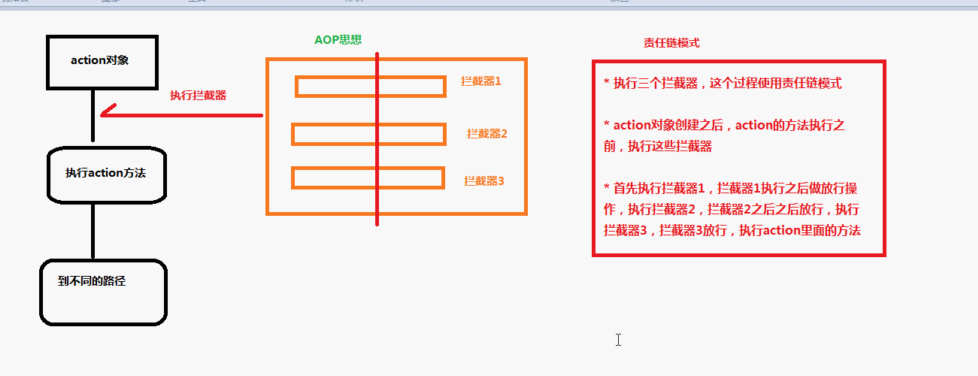 AOP思想
责任链模式
action对象
执行拦截器
拦截器1
拦截器2
拦截器3
执行action方法
到不同的路径
* 执行三个拦截器，这个过程使用责任链模式
* action对象创建之后，action的方法执行之
前，执行这些拦截器
* 首先执行拦截器1，拦截器1执行之后做放行操
作，执行拦截器2，拦截器2之后之后放行，执行
拦截器3，拦截器3放行，执行action里面的方法